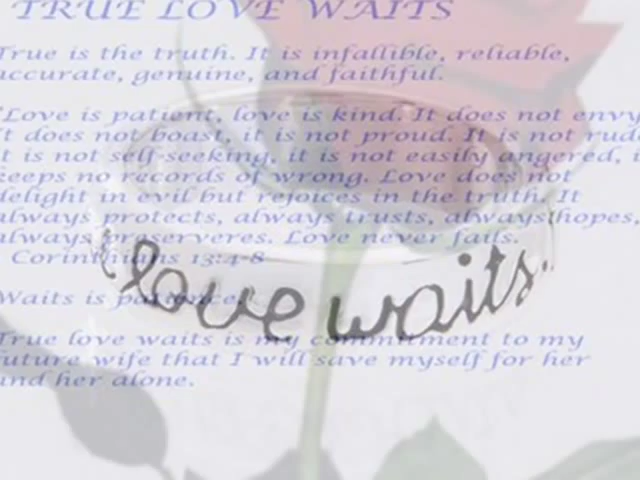 TRUE LOVE WAITS
True is the truth. It is infallible, reliable,
accurate, genuine, and faithful.
"Love is patient, love is kind. It does not envy
it does not boast, it is not proud. It is not rud
it is not self-seeking, it is not easily angered, i
keeps no records of wrong. Love does not
delight in evil but rejoices in the truth. It
always protects, always trusts, always hopes,
always praserveres. Love never fails.
Corinthians 13:4-8
love waits.
Waits is patience.
True love waits is my commitment to my
future wife that I will save myself for her
and her alone.